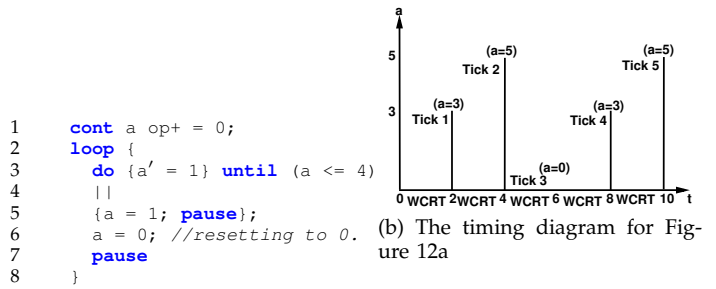 1 cont a op+ = 0;
2 loop {
3 do {a′ = 1} until (a <= 4)
4 ||
5 {a = 1; pause};
6 a = 0; //resetting to 0.
7 pause
8 }
a
5
3
(a=3)
Tick 1
(a=5)
Tick 2
(a=0)
Tick 3
(a=3)
Tick 4
(a=5)
Tick 5
0 WCRT 2 WCRT 4 WCRT 6 WCRT 8 WCRT 10 t
(b) The timing diagram for Fig-
ure 12a